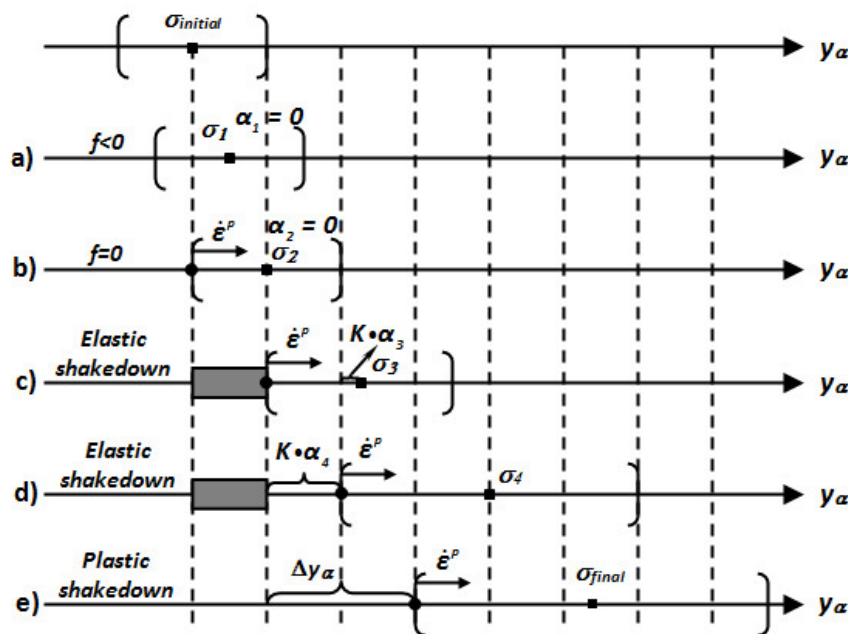 σinitial
yα
a) f<0 σ1 α1 = 0 yα
b) f=0 ε̇ᵖ α2 = 0 σ2 yα
Elastic shakedown
c) ε̇ᵖ K•α3 σ3 yα
Elastic shakedown
d) K•α4 ε̇ᵖ σ4 yα
Plastic shakedown
e) Δyα ε̇ᵖ σfinal yα